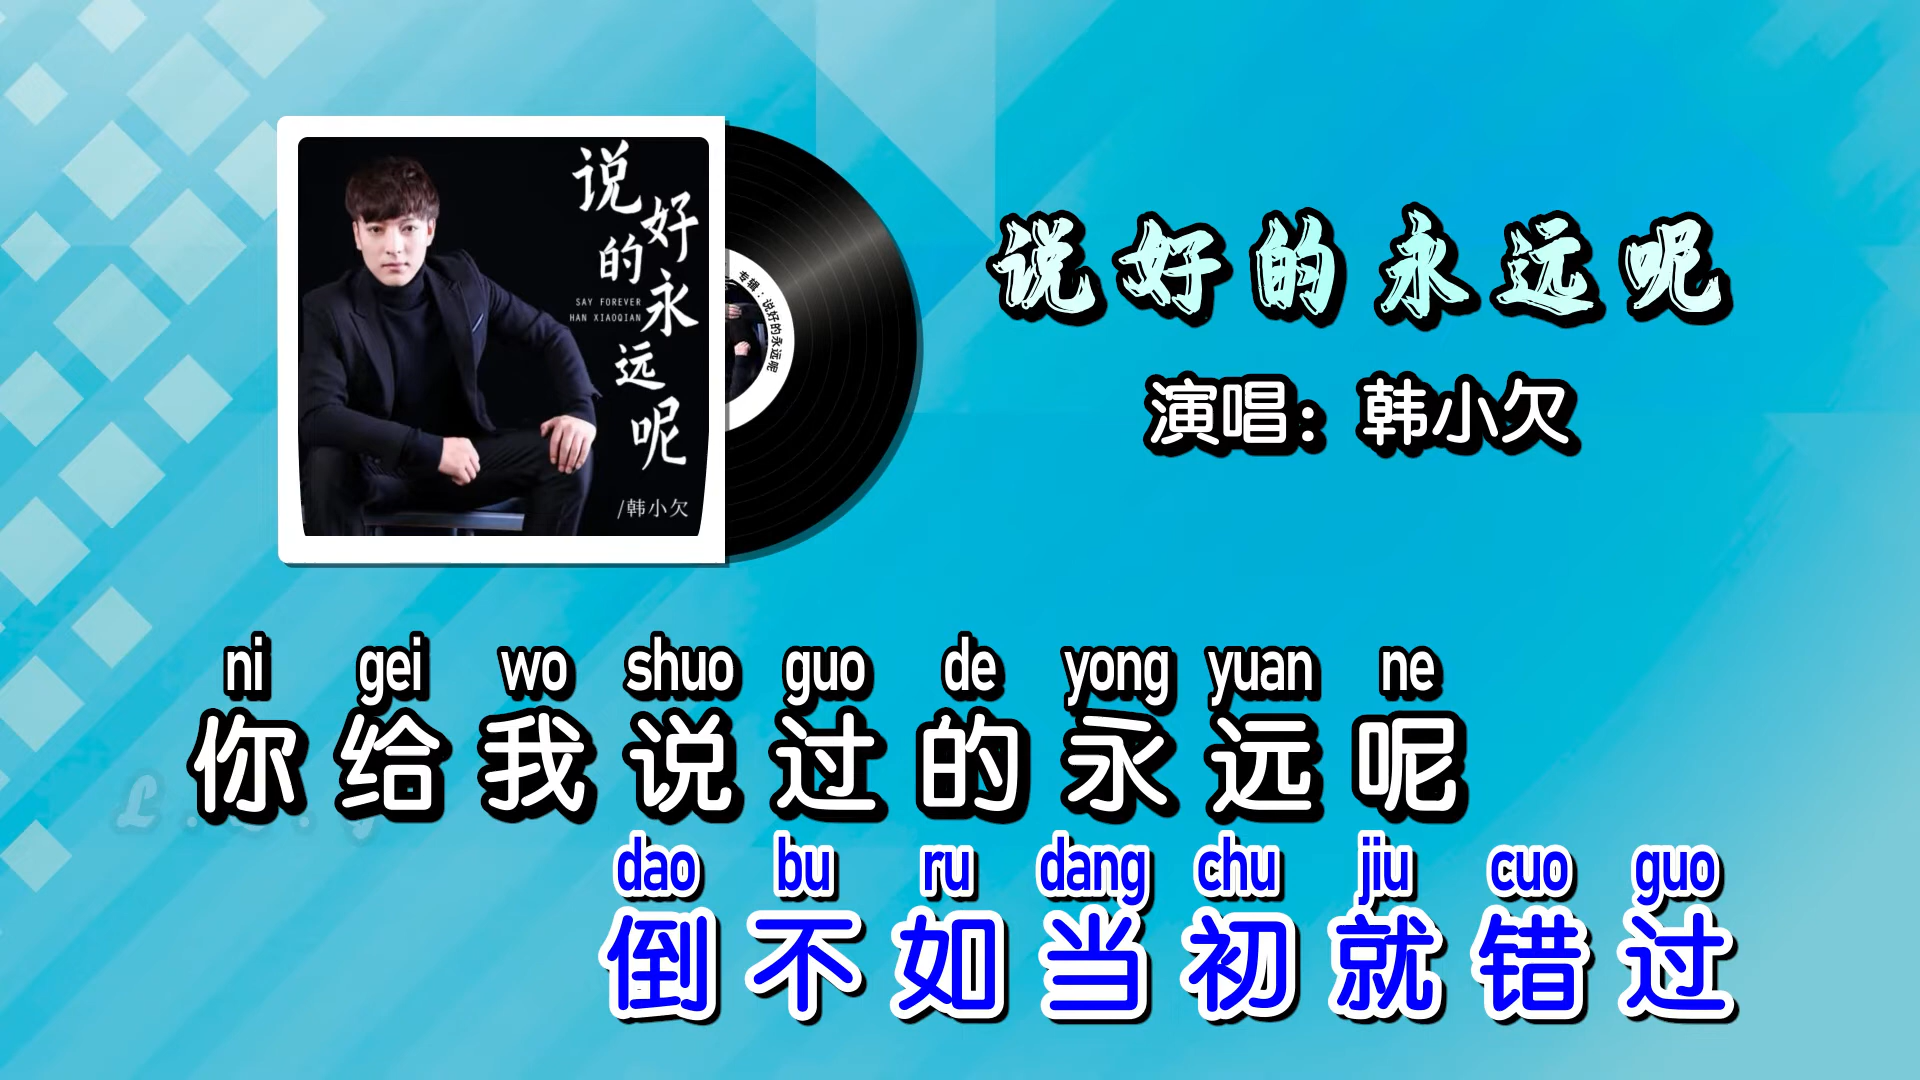 说好的永远呢
SAY FOREVER
HAN XIAOQIAN
/韩小欠
专辑：说好的永远呢
说好的永远呢
演唱：韩小欠
ni gei wo shuo guo de yong yuan ne
你给我说过的永远呢
dao bu ru dang chu jiu cuo guo
倒不如当初就错过